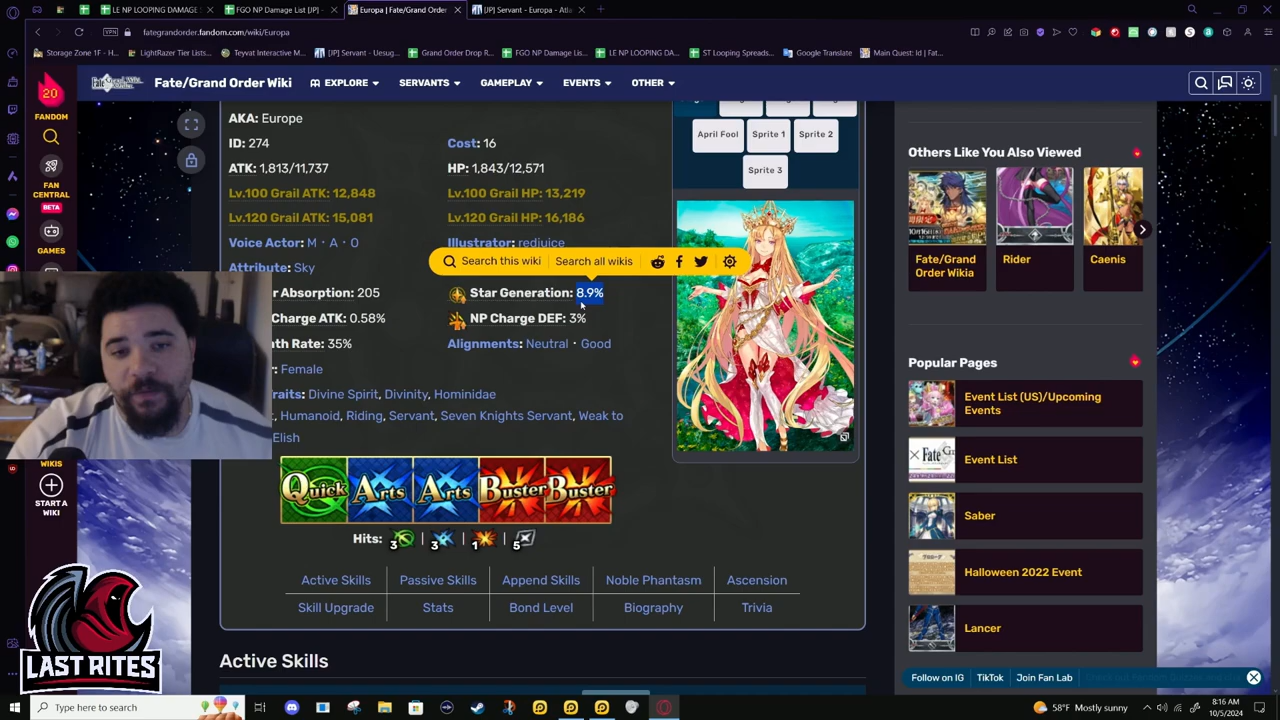 LE NP LOOPING DAMAGE
FGO NP Damage List [JP] -
Europa | Fate/Grand Order
[JP] Servant - Europa - Atla
VPN
fategrandorder.fandom.com/wiki/Europa
Storage Zone 1F - H...
LightRazer Tier Lists...
Teyvat Interactive M...
[JP] Servant - Uesug...
Grand Order Drop R...
FGO NP Damage Lis...
LE NP LOOPING DA...
ST Looping Spreads...
Google Translate
Main Quest: Id | Fat...
20
FANDOM
FAN CENTRAL
BETA
GAMES
WIKIS
START A WIKI
Fate/Grand Order Wiki
EXPLORE
SERVANTS
GAMEPLAY
EVENTS
OTHER
AKA: Europe
ID: 274
Cost: 16
ATK: 1,813/11,737
HP: 1,843/12,571
Lv.100 Grail ATK: 12,848
Lv.100 Grail HP: 13,219
Lv.120 Grail ATK: 15,081
Lv.120 Grail HP: 16,186
Voice Actor: M・A・O
Illustrator: redjuice
Search this wiki
Search all wikis
Attribute: Sky
Absorption: 205
Star Generation: 8.9%
Charge ATK: 0.58%
NP Charge DEF: 3%
th Rate: 35%
Alignments: Neutral・Good
: Female
raits: Divine Spirit, Divinity, Hominidae
t, Humanoid, Riding, Servant, Seven Knights Servant, Weak to
Elish
Quick Arts Arts Buster Buster
Hits: 3 | 3 | 1 | 5
Active Skills
Passive Skills
Append Skills
Noble Phantasm
Ascension
Skill Upgrade
Stats
Bond Level
Biography
Trivia
Active Skills
April Fool
Sprite 1
Sprite 2
Sprite 3
Others Like You Also Viewed
Fate/Grand Order Wikia
Rider
Caenis
Popular Pages
Event List (US)/Upcoming Events
Event List
Saber
Halloween 2022 Event
Lancer
Follow on IG
TikTok
Join Fan Lab
LAST RITES
Type here to search
58°F Mostly sunny
8:16 AM
10/5/2024